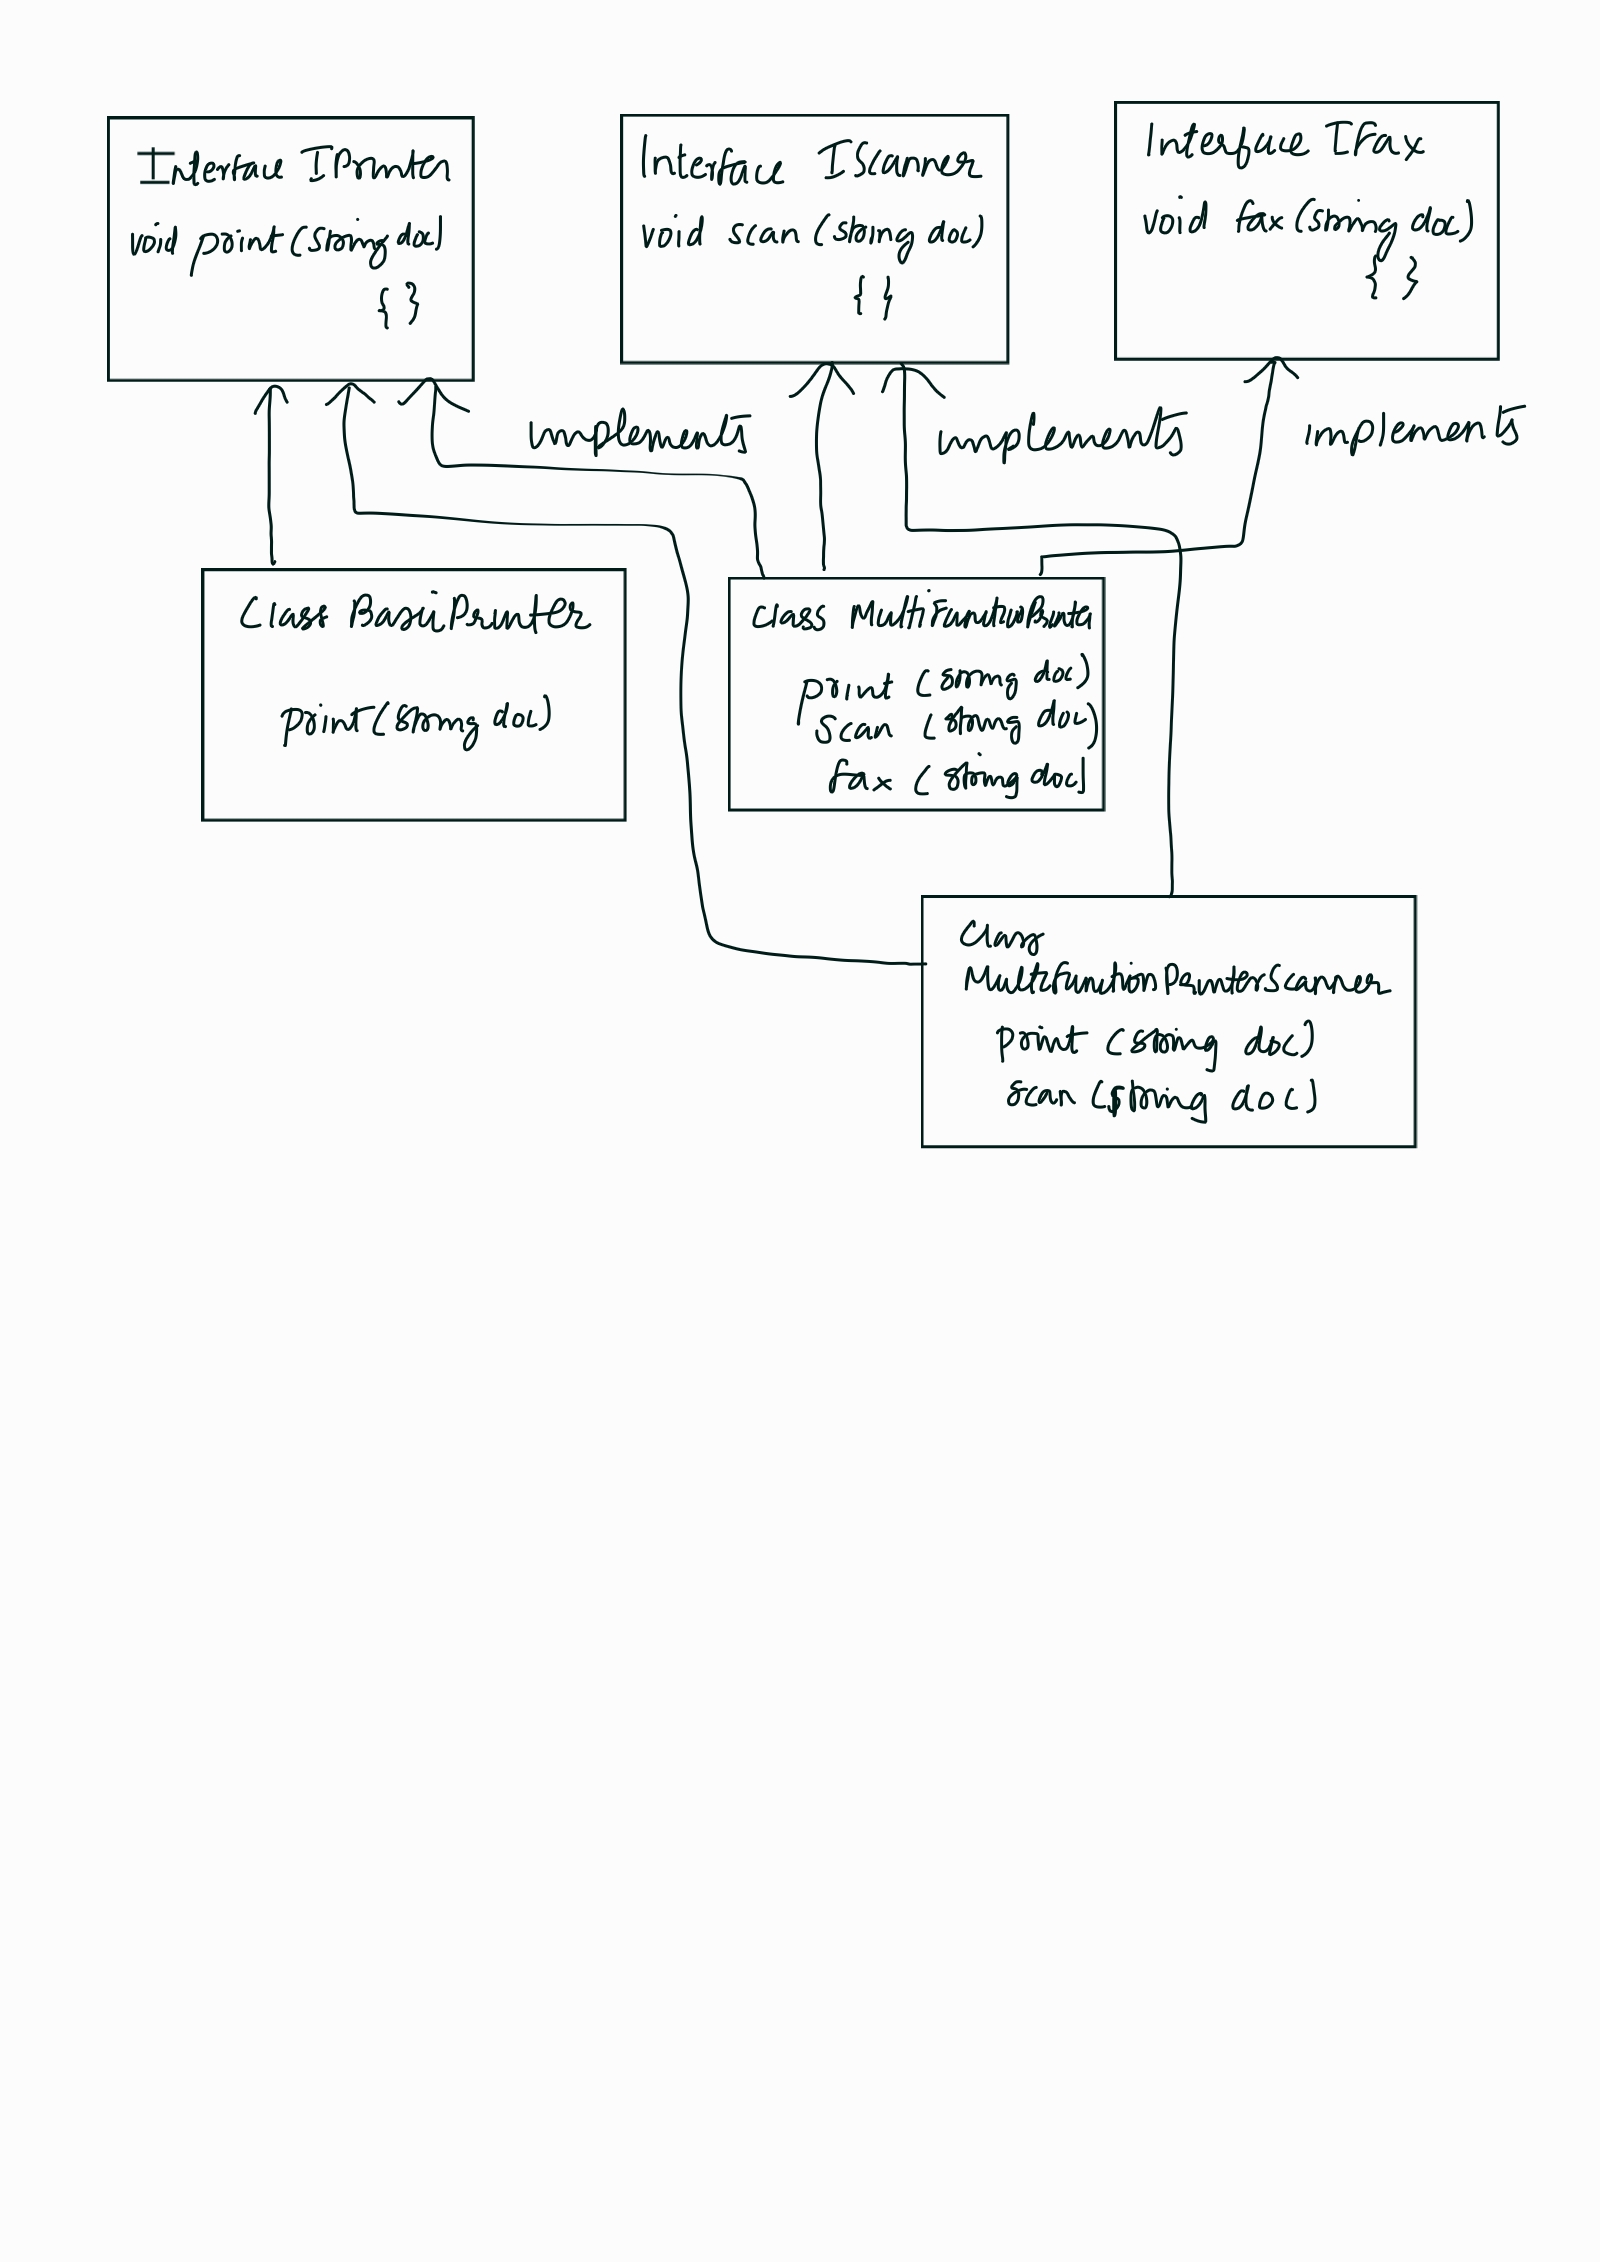 Interface IPrinter
void print(string doc)
{ }
Interface IScanner
void scan (string doc)
{ }
Interface IFax
void fax(string doc)
{ }
implements
implements
implements
Class BasicPrinter
print(string doc)
Class MultiFunctionPrinter
print (string doc)
Scan (string doc)
fax (string doc)
Class
MultifunctionPrinterScanner
print (string doc)
scan (string doc)